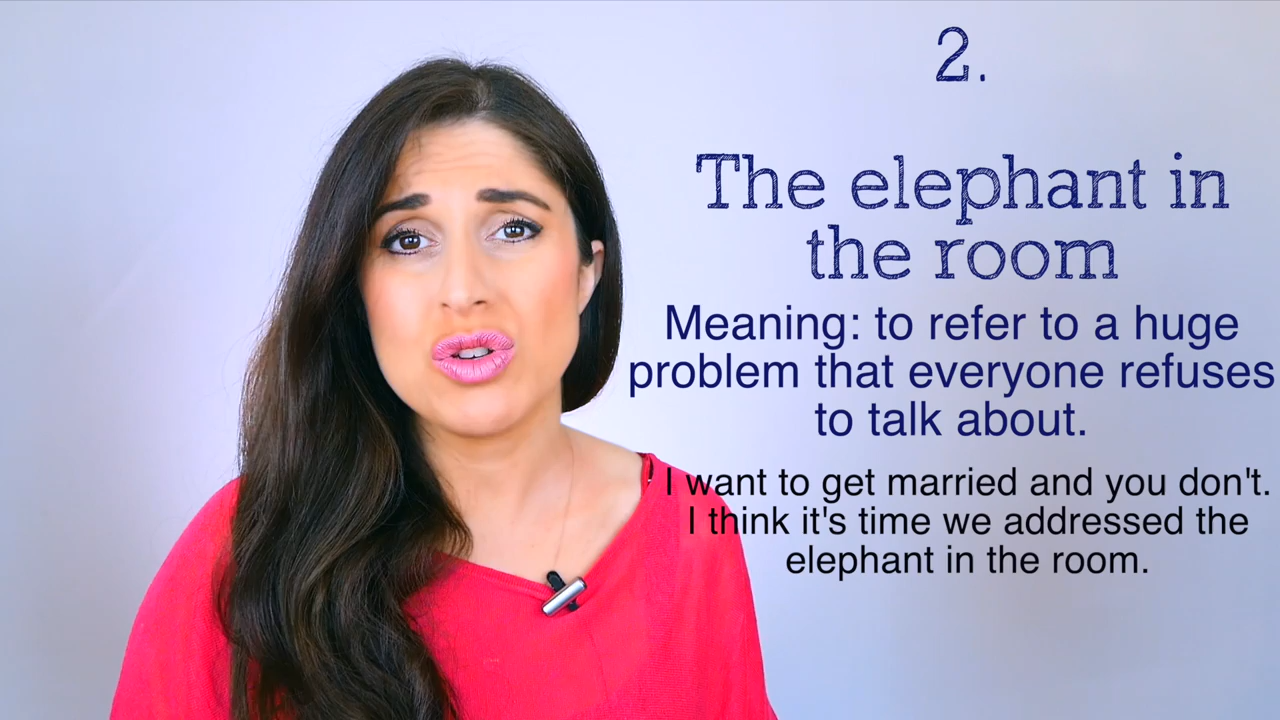 2.
The elephant in
the room
Meaning: to refer to a huge
problem that everyone refuses
to talk about.
I want to get married and you don't.
I think it's time we addressed the
elephant in the room.